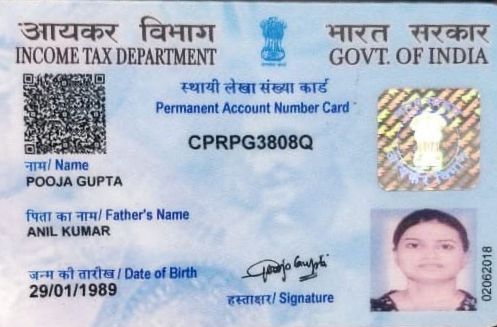 आयकर विभाग
INCOME TAX DEPARTMENT
भारत सरकार
GOVT. OF INDIA
स्थायी लेखा संख्या कार्ड
Permanent Account Number Card
CPRPG3808Q
नाम/ Name
POOJA GUPTA
पिता का नाम/ Father's Name
ANIL KUMAR
जन्म की तारीख / Date of Birth
29/01/1989
Pooja Gupta
हस्ताक्षर/ Signature
02062018